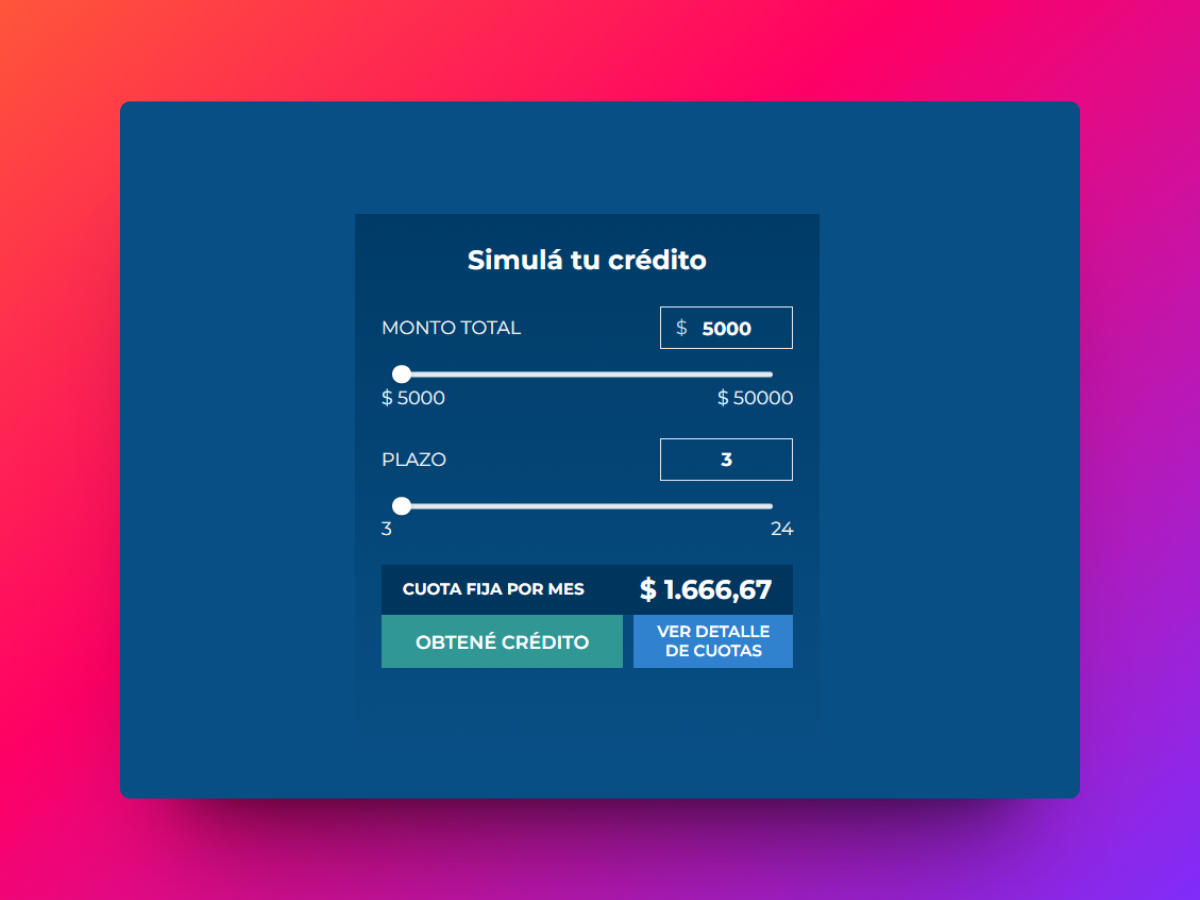 Simulá tu crédito
MONTO TOTAL
$ 5000
$ 5000
$ 50000
PLAZO
3
3
24
CUOTA FIJA POR MES
$ 1.666,67
OBTENÉ CRÉDITO
VER DETALLE
DE CUOTAS